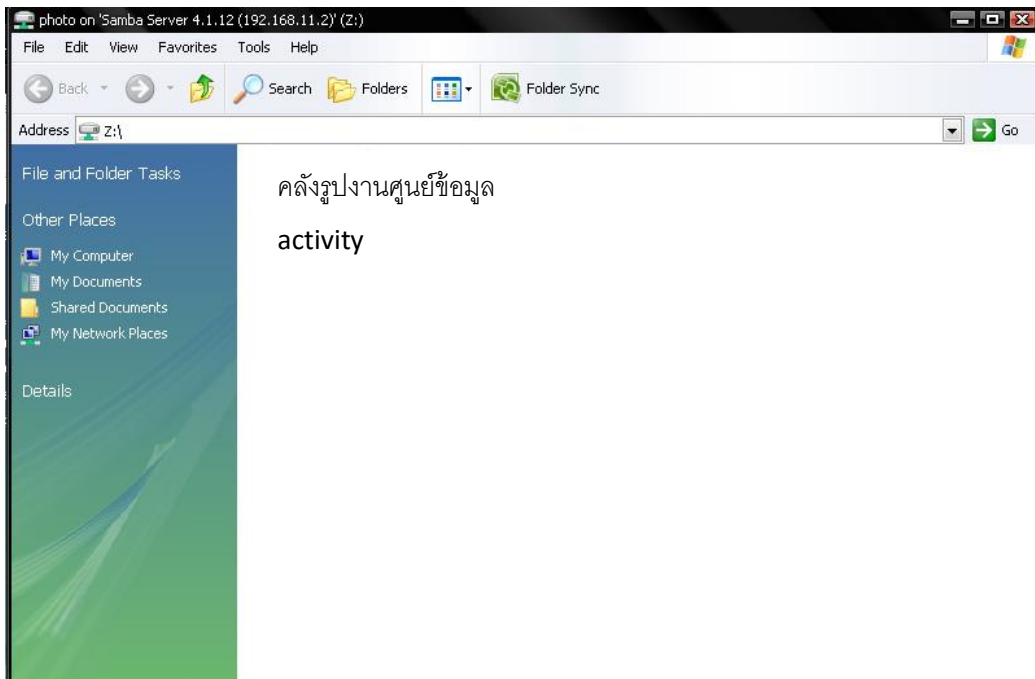 photo on 'Samba Server 4.1.12 (192.168.11.2)' (Z:)
File Edit View Favorites Tools Help
Back Search Folders Folder Sync
Address Z:\ Go
File and Folder Tasks
Other Places
My Computer
My Documents
Shared Documents
My Network Places
Details
คลังรูปงานศูนย์ข้อมูล
activity